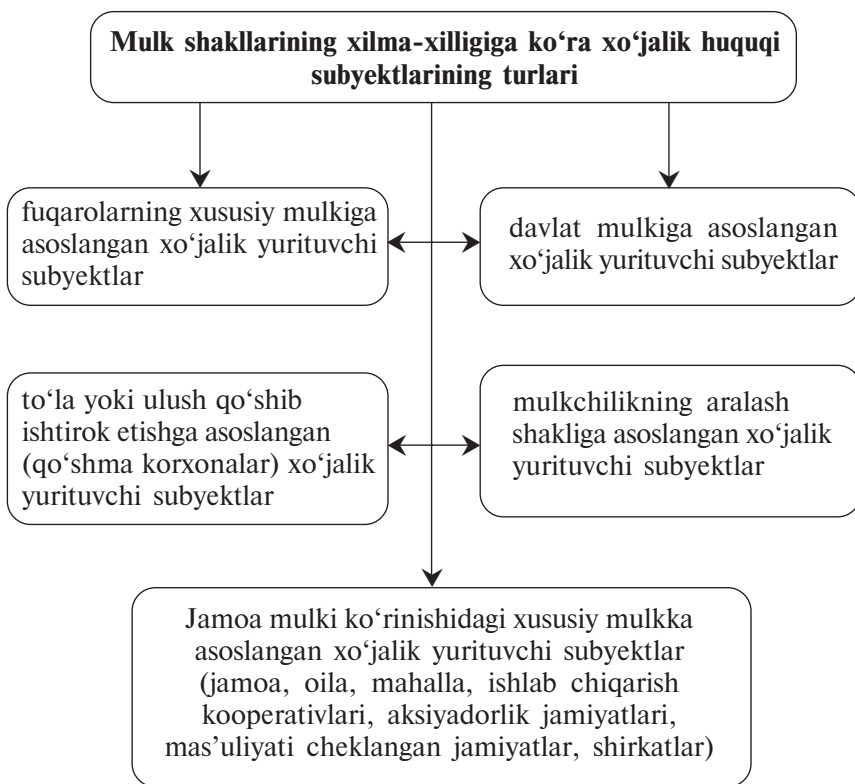 Mulk shakllarining xilma-xilligiga ko‘ra xo‘jalik huquqi
subyektlarining turlari
fuqarolarning xususiy mulkiga
asoslangan xo‘jalik yurituvchi
subyektlar
davlat mulkiga asoslangan
xo‘jalik yurituvchi subyektlar
to‘la yoki ulush qo‘shib
ishtirok etishga asoslangan
(qo‘shma korxonalar) xo‘jalik
yurituvchi subyektlar
mulkchilikning aralash
shakliga asoslangan xo‘jalik
yurituvchi subyektlar
Jamoa mulki ko‘rinishidagi xususiy mulkka
asoslangan xo‘jalik yurituvchi subyektlar
(jamoa, oila, mahalla, ishlab chiqarish
kooperativlari, aksiyadorlik jamiyatlari,
mas’uliyati cheklangan jamiyatlar, shirkatlar)